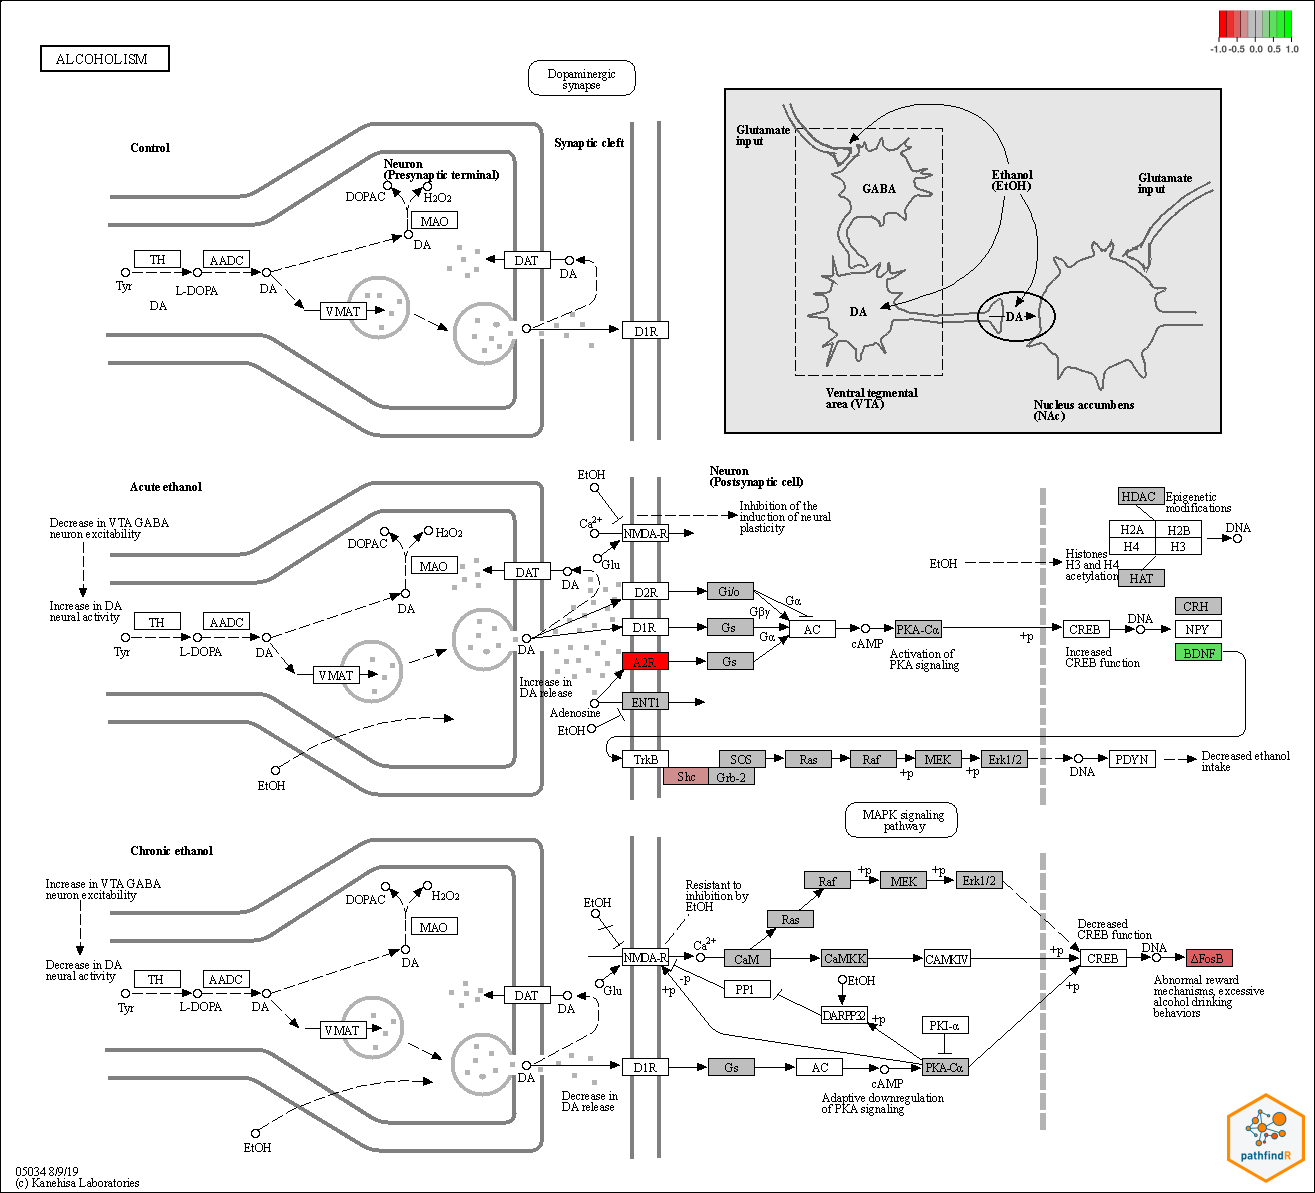 -1.0 -0.5 0.0 0.5 1.0
ALCOHOLISM
Dopaminergic
synapse
Control
Synaptic cleft
Neuron
(Presynaptic terminal)
DOPAC
H2O2
MAO
DA
TH
AADC
Tyr
L-DOPA
DA
DA
VMAT
DAT
DA
D1R
Glutamate
input
GABA
Ethanol
(EtOH)
Glutamate
input
DA
DA
Ventral tegmental
area (VTA)
Nucleus accumbens
(NAc)
Acute ethanol
Decrease in VTA GABA
neuron excitability
Increase in DA
neural activity
DOPAC
H2O2
MAO
DA
TH
AADC
Tyr
L-DOPA
DA
VMAT
DAT
DA
DA
Increase in
DA release
EtOH
EtOH
Ca2+
NMDA-R
Glu
Neuron
(Postsynaptic cell)
Inhibition of the
induction of neural
plasticity
D2R
Gi/o
Gα
Gβγ
D1R
Gs
Gα
AC
cAMP
PKA-Cα
Activation of
PKA signaling
+p
A2R
Gs
ENT1
Adenosine
EtOH
EtOH
Histones
H3 and H4
acetylation
HDAC
Epigenetic
modifications
H2A
H2B
H4
H3
DNA
HAT
CREB
Increased
CREB function
DNA
CRH
NPY
BDNF
TrkB
Shc
SOS
Grb-2
Ras
Raf
+p
MEK
+p
Erk1/2
DNA
PDYN
Decreased ethanol
intake
MAPK signaling
pathway
Chronic ethanol
Increase in VTA GABA
neuron excitability
Decrease in DA
neural activity
DOPAC
H2O2
MAO
DA
TH
AADC
Tyr
L-DOPA
DA
VMAT
DAT
DA
DA
Decrease in
DA release
EtOH
EtOH
NMDA-R
Glu
Resistant to
inhibition by
EtOH
Ca2+
-p
+p
CaM
Ras
Raf
+p
MEK
+p
Erk1/2
CaMKK
CAMKIV
PP1
EtOH
DARPP32
+p
PKI-α
D1R
Gs
AC
cAMP
PKA-Cα
Adaptive downregulation
of PKA signaling
Decreased
CREB function
+p
CREB
+p
DNA
ΔFosB
Abnormal reward
mechanisms, excessive
alcohol drinking
behaviors
pathfindR
05034 8/9/19
(c) Kanehisa Laboratories